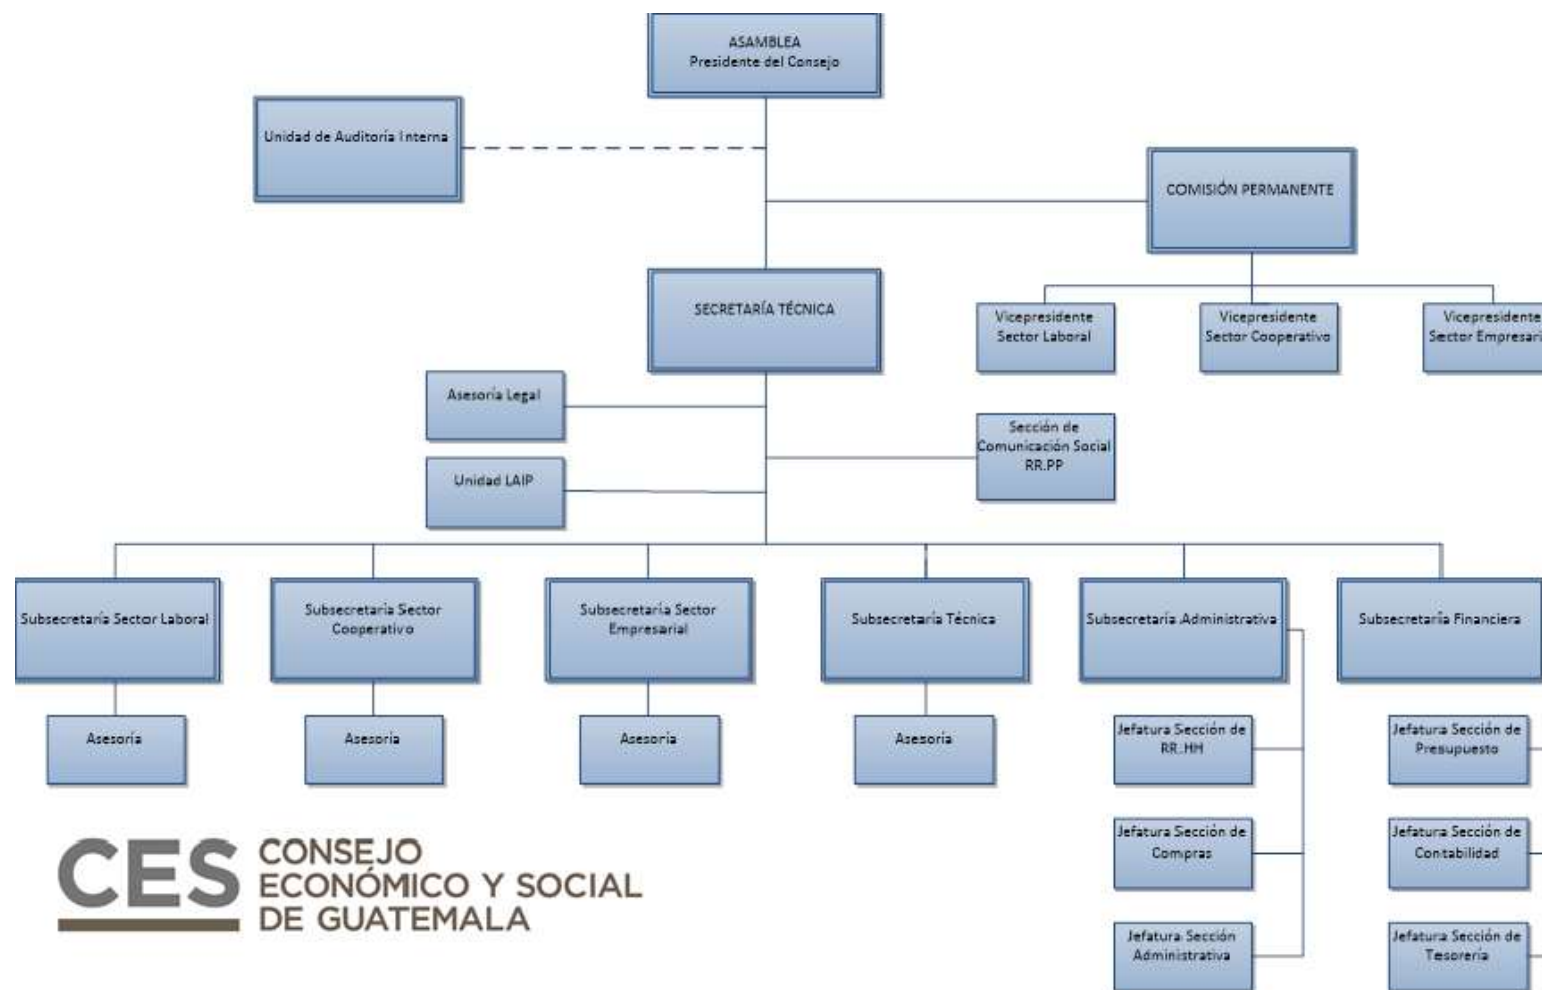 ASAMBLEA
Presidente del Consejo
Unidad de Auditoría Interna
COMISIÓN PERMANENTE
SECRETARÍA TÉCNICA
Vicepresidente
Sector Laboral
Vicepresidente
Sector Cooperativo
Vicepresidente
Sector Empresari
Asesoría Legal
Sección de
Comunicación Social
RR.PP
Unidad LAIP
Subsecretaría Sector Laboral
Subsecretaría Sector
Cooperativo
Subsecretaría Sector
Empresarial
Subsecretaría Técnica
Subsecretaría Administrativa
Subsecretaría Financiera
Asesoría
Asesoría
Asesoría
Asesoría
Jefatura Sección de
RR.HH
Jefatura Sección de
Presupuesto
Jefatura Sección de
Compras
Jefatura Sección de
Contabilidad
Jefatura Sección
Administrativa
Jefatura Sección de
Tesorería
CES
CONSEJO
ECONÓMICO Y SOCIAL
DE GUATEMALA